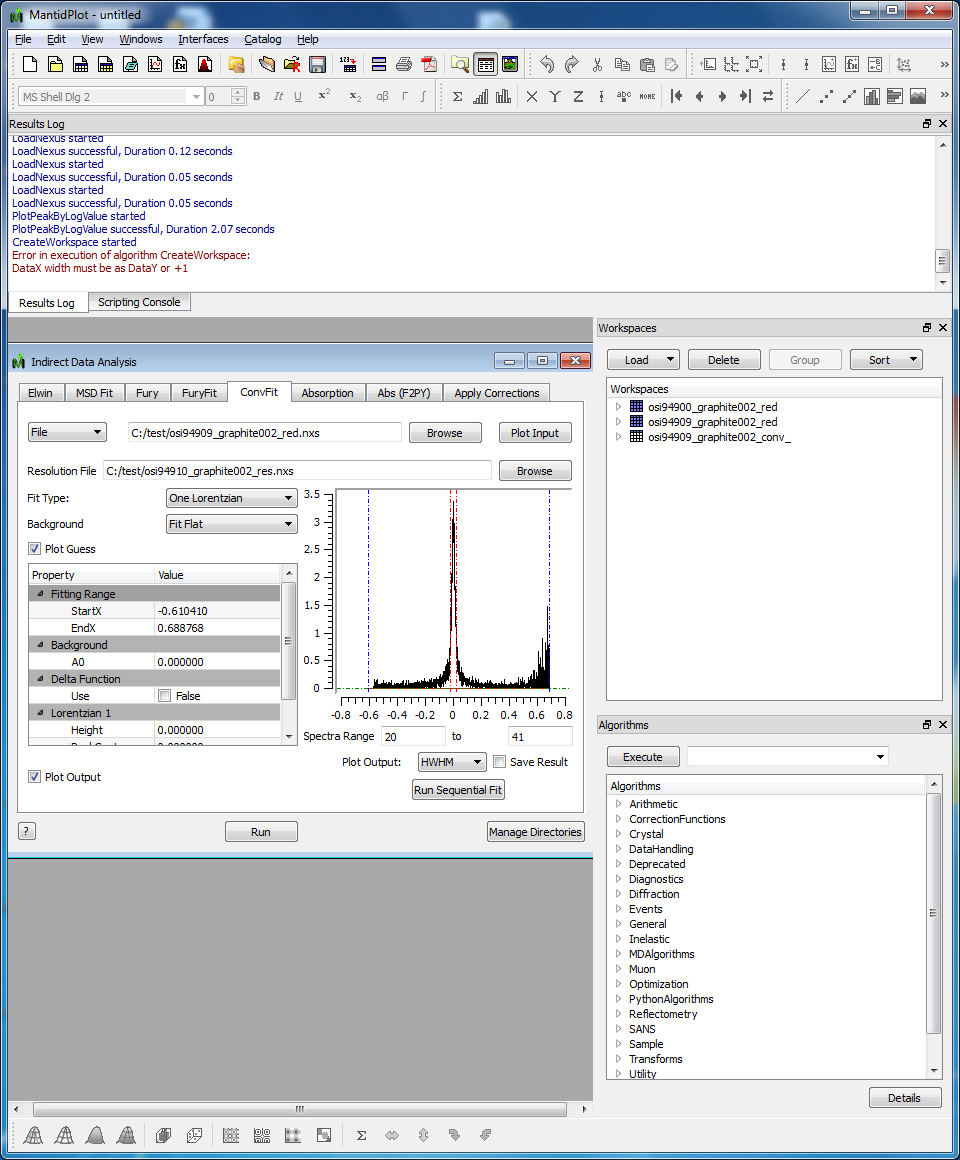 MantidPlot - untitled
File Edit View Windows Interfaces Catalog Help
MS Shell Dlg 2 0 B It U x² x₂ αβ Γ ∫ Σ X Y Z abc NONE
Results Log
LoadNexus started
LoadNexus successful, Duration 0.12 seconds
LoadNexus started
LoadNexus successful, Duration 0.05 seconds
LoadNexus started
LoadNexus successful, Duration 0.05 seconds
PlotPeakByLogValue started
PlotPeakByLogValue successful, Duration 2.07 seconds
CreateWorkspace started
Error in execution of algorithm CreateWorkspace:
DataX width must be as DataY or +1
Results Log Scripting Console
Indirect Data Analysis
Elwin MSD Fit Fury FuryFit ConvFit Absorption Abs (F2PY) Apply Corrections
File C:/test/osi94909_graphite002_red.nxs Browse Plot Input
Resolution File C:/test/osi94910_graphite002_res.nxs Browse
Fit Type: One Lorentzian
Background Fit Flat
Plot Guess
Property Value
Fitting Range
StartX -0.610410
EndX 0.688768
Background
A0 0.000000
Delta Function
Use False
Lorentzian 1
Height 0.000000
3.5
3
2.5
2
1.5
1
0.5
0
-0.8 -0.6 -0.4 -0.2 0 0.2 0.4 0.6 0.8
Spectra Range 20 to 41
Plot Output: HWHM Save Result
Plot Output
Run Sequential Fit
? Run Manage Directories
Workspaces
Load Delete Group Sort
Workspaces
osi94900_graphite002_red
osi94909_graphite002_red
osi94909_graphite002_conv_
Algorithms
Execute
Algorithms
Arithmetic
CorrectionFunctions
Crystal
DataHandling
Deprecated
Diagnostics
Diffraction
Events
General
Inelastic
MDAlgorithms
Muon
Optimization
PythonAlgorithms
Reflectometry
SANS
Sample
Transforms
Utility
Details
Σ